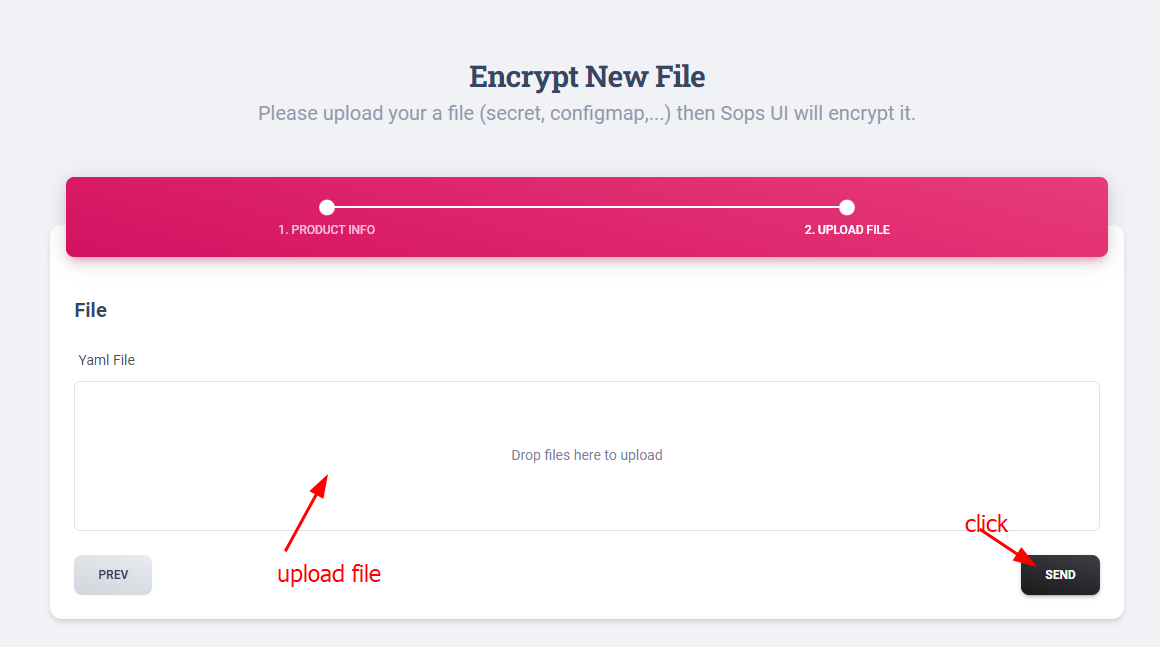 Encrypt New File
Please upload your a file (secret, configmap,...) then Sops UI will encrypt it.
1. PRODUCT INFO
2. UPLOAD FILE
File
Yaml File
Drop files here to upload
click
upload file
PREV
SEND